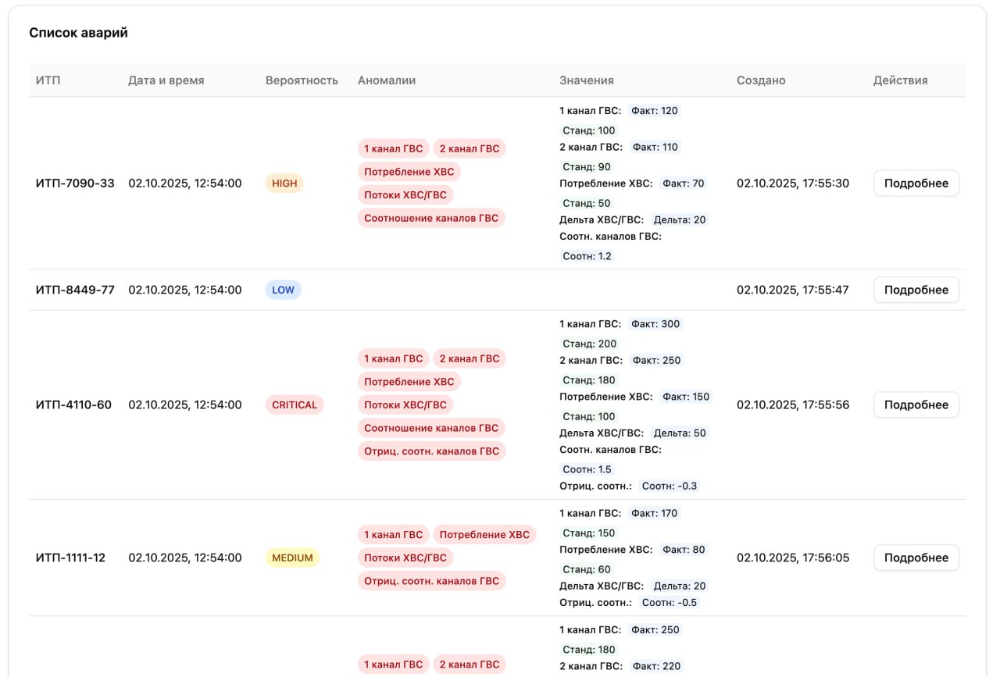 Список аварий
ИТП Дата и время Вероятность Аномалии Значения Создано Действия
ИТП-7090-33 02.10.2025, 12:54:00 HIGH
1 канал ГВС 2 канал ГВС
Потребление ХВС
Потоки ХВС/ГВС
Соотношение каналов ГВС
1 канал ГВС: Факт: 120
Станд: 100
2 канал ГВС: Факт: 110
Станд: 90
Потребление ХВС: Факт: 70
Станд: 50
Дельта ХВС/ГВС: Дельта: 20
Соотн. каналов ГВС:
Соотн: 1.2
02.10.2025, 17:55:30 Подробнее
ИТП-8449-77 02.10.2025, 12:54:00 LOW 02.10.2025, 17:55:47 Подробнее
ИТП-4110-60 02.10.2025, 12:54:00 CRITICAL
1 канал ГВС 2 канал ГВС
Потребление ХВС
Потоки ХВС/ГВС
Соотношение каналов ГВС
Отриц. соотн. каналов ГВС
1 канал ГВС: Факт: 300
Станд: 200
2 канал ГВС: Факт: 250
Станд: 180
Потребление ХВС: Факт: 150
Станд: 100
Дельта ХВС/ГВС: Дельта: 50
Соотн. каналов ГВС:
Соотн: 1.5
Отриц. соотн.: Соотн: -0.3
02.10.2025, 17:55:56 Подробнее
ИТП-1111-12 02.10.2025, 12:54:00 MEDIUM
1 канал ГВС Потребление ХВС
Потоки ХВС/ГВС
Отриц. соотн. каналов ГВС
1 канал ГВС: Факт: 170
Станд: 150
Потребление ХВС: Факт: 80
Станд: 60
Дельта ХВС/ГВС: Дельта: 20
Отриц. соотн.: Соотн: -0.5
02.10.2025, 17:56:05 Подробнее
1 канал ГВС 2 канал ГВС
1 канал ГВС: Факт: 250
Станд: 180
2 канал ГВС: Факт: 220